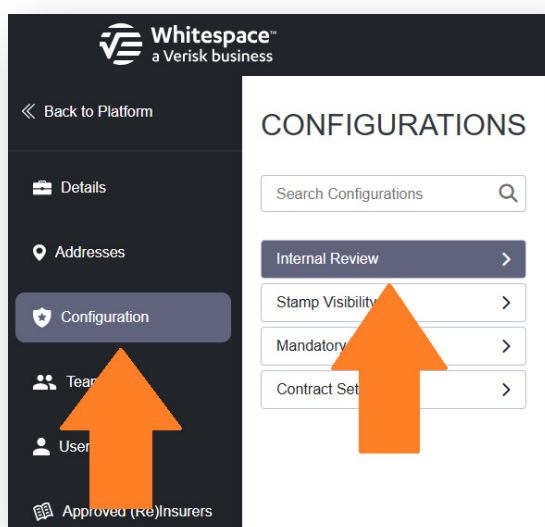 Whitespace™
a Verisk business
Back to Platform
Details
Addresses
Configuration
Approved (Re)Insurers
CONFIGURATIONS
Search Configurations
Internal Review
Stamp Visibility
Mandatory
Contract